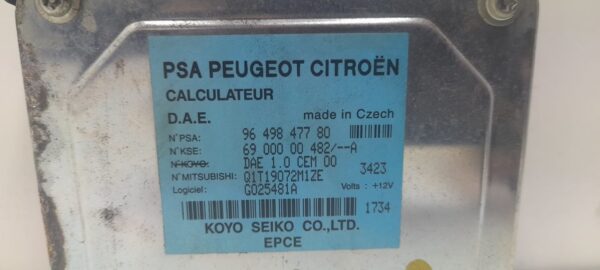 PSA PEUGEOT CITROËN
CALCULATEUR
D.A.E. made in Czech
N°PSA: 96 498 477 80
N°KSE: 69 000 00 482/--A
N°KOYO: DAE 1.0 CEM 00 3423
N°MITSUBISHI: Q1T19072M1ZE
Logiciel: G025481A Volts : +12V
1734
KOYO SEIKO CO.,LTD.
EPCE